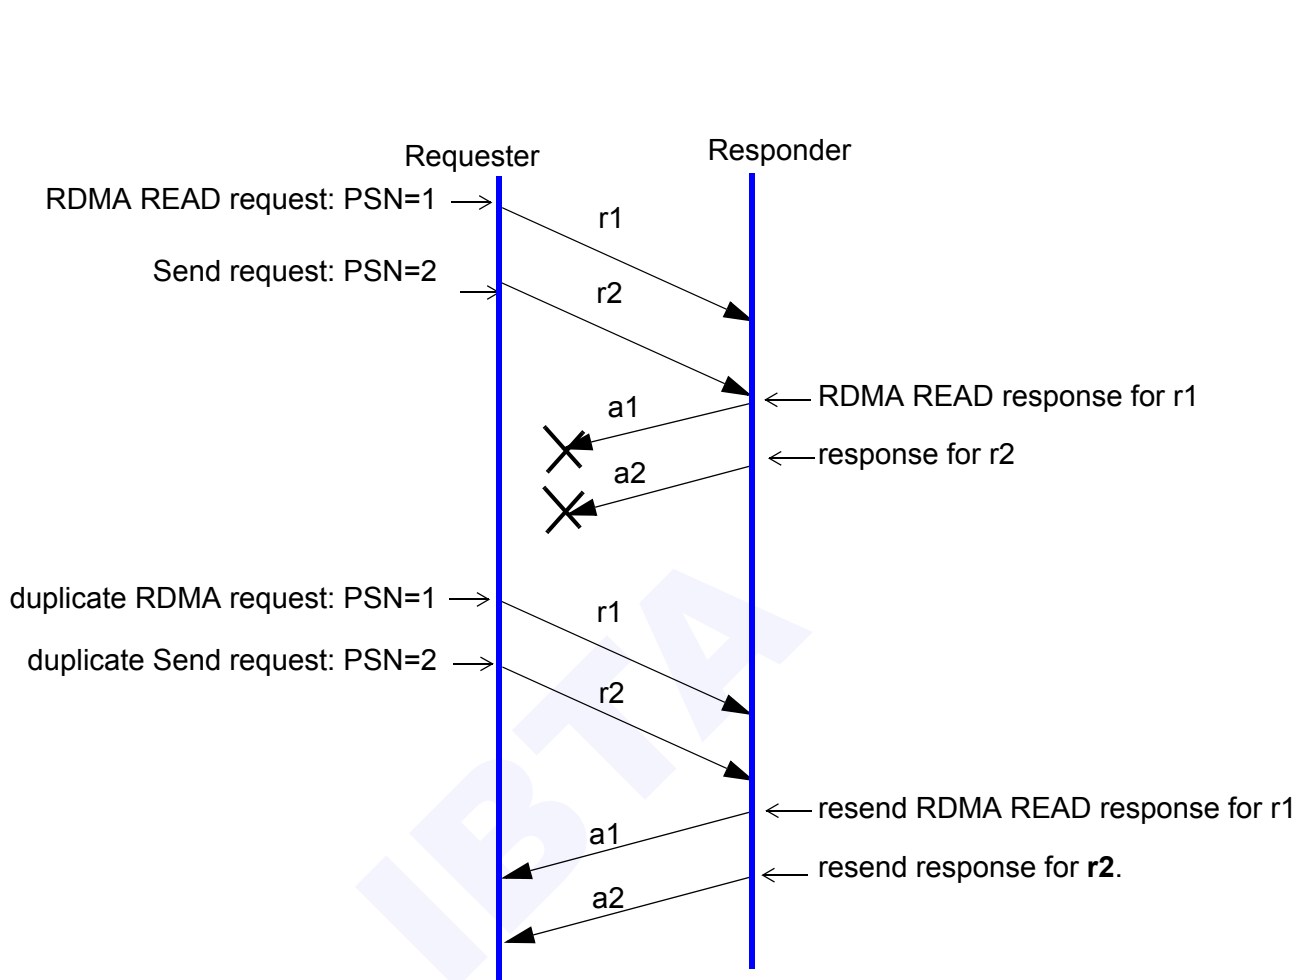 Requester
Responder
RDMA READ request: PSN=1
r1
Send request: PSN=2
r2
RDMA READ response for r1
a1
response for r2
a2
duplicate RDMA request: PSN=1
r1
duplicate Send request: PSN=2
r2
resend RDMA READ response for r1
a1
resend response for r2.
a2
IBTA